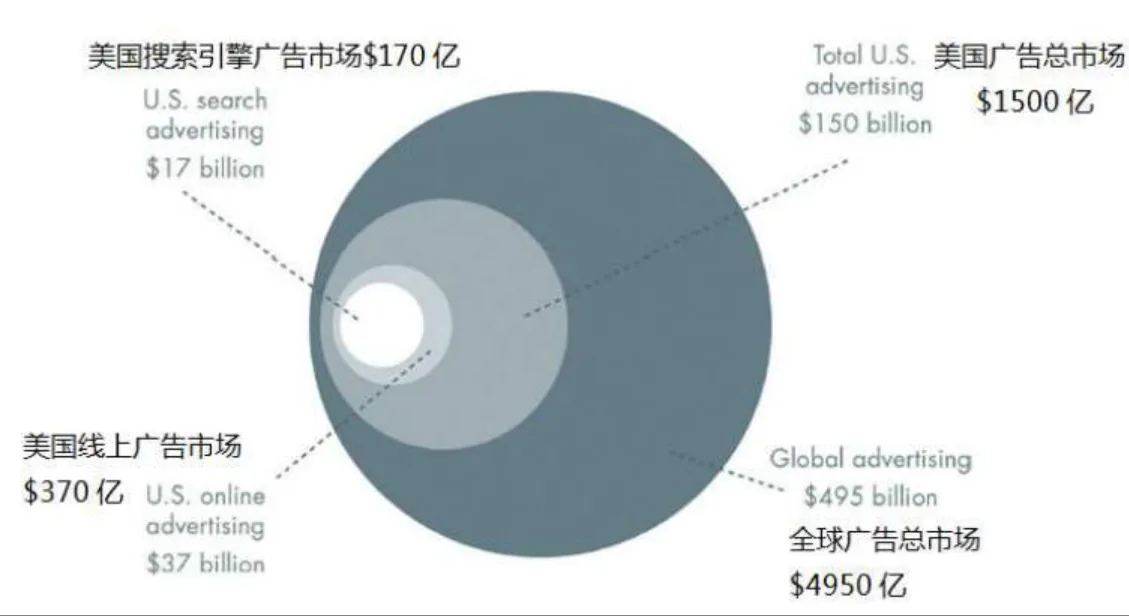 美国搜索引擎广告市场$170 亿
U.S. search
advertising
$17 billion
Total U.S.
advertising
$150 billion
美国广告总市场
$1500 亿
美国线上广告市场
$370 亿
U.S. online
advertising
$37 billion
Global advertising
$495 billion
全球广告总市场
$4950 亿